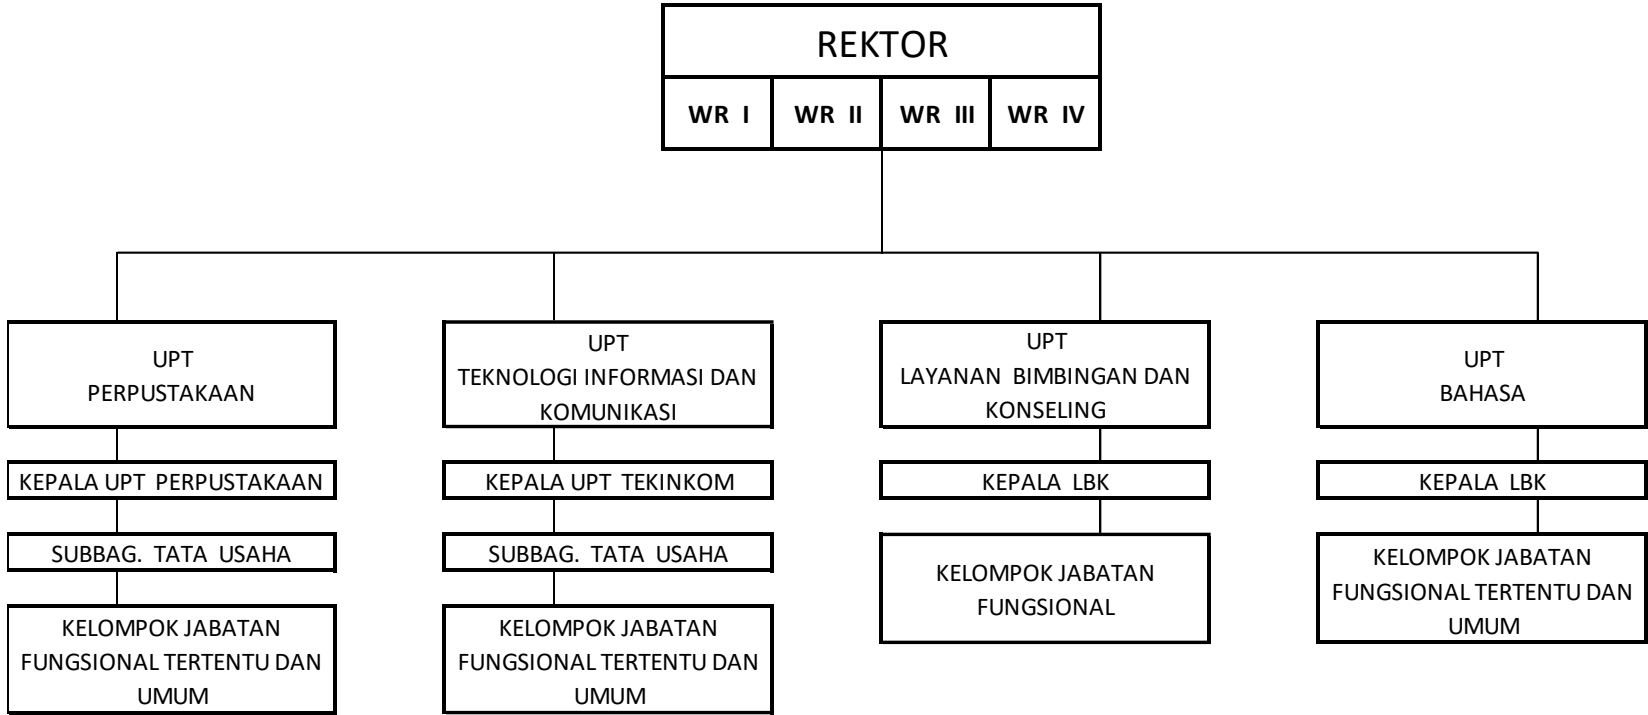 REKTOR
WR I
WR II
WR III
WR IV
UPT
PERPUSTAKAAN
KEPALA UPT PERPUSTAKAAN
SUBBAG. TATA USAHA
KELOMPOK JABATAN
FUNGSIONAL TERTENTU DAN
UMUM
UPT
TEKNOLOGI INFORMASI DAN
KOMUNIKASI
KEPALA UPT TEKINKOM
SUBBAG. TATA USAHA
KELOMPOK JABATAN
FUNGSIONAL TERTENTU DAN
UMUM
UPT
LAYANAN BIMBINGAN DAN
KONSELING
KEPALA LBK
KELOMPOK JABATAN
FUNGSIONAL
UPT
BAHASA
KEPALA LBK
KELOMPOK JABATAN
FUNGSIONAL TERTENTU DAN
UMUM